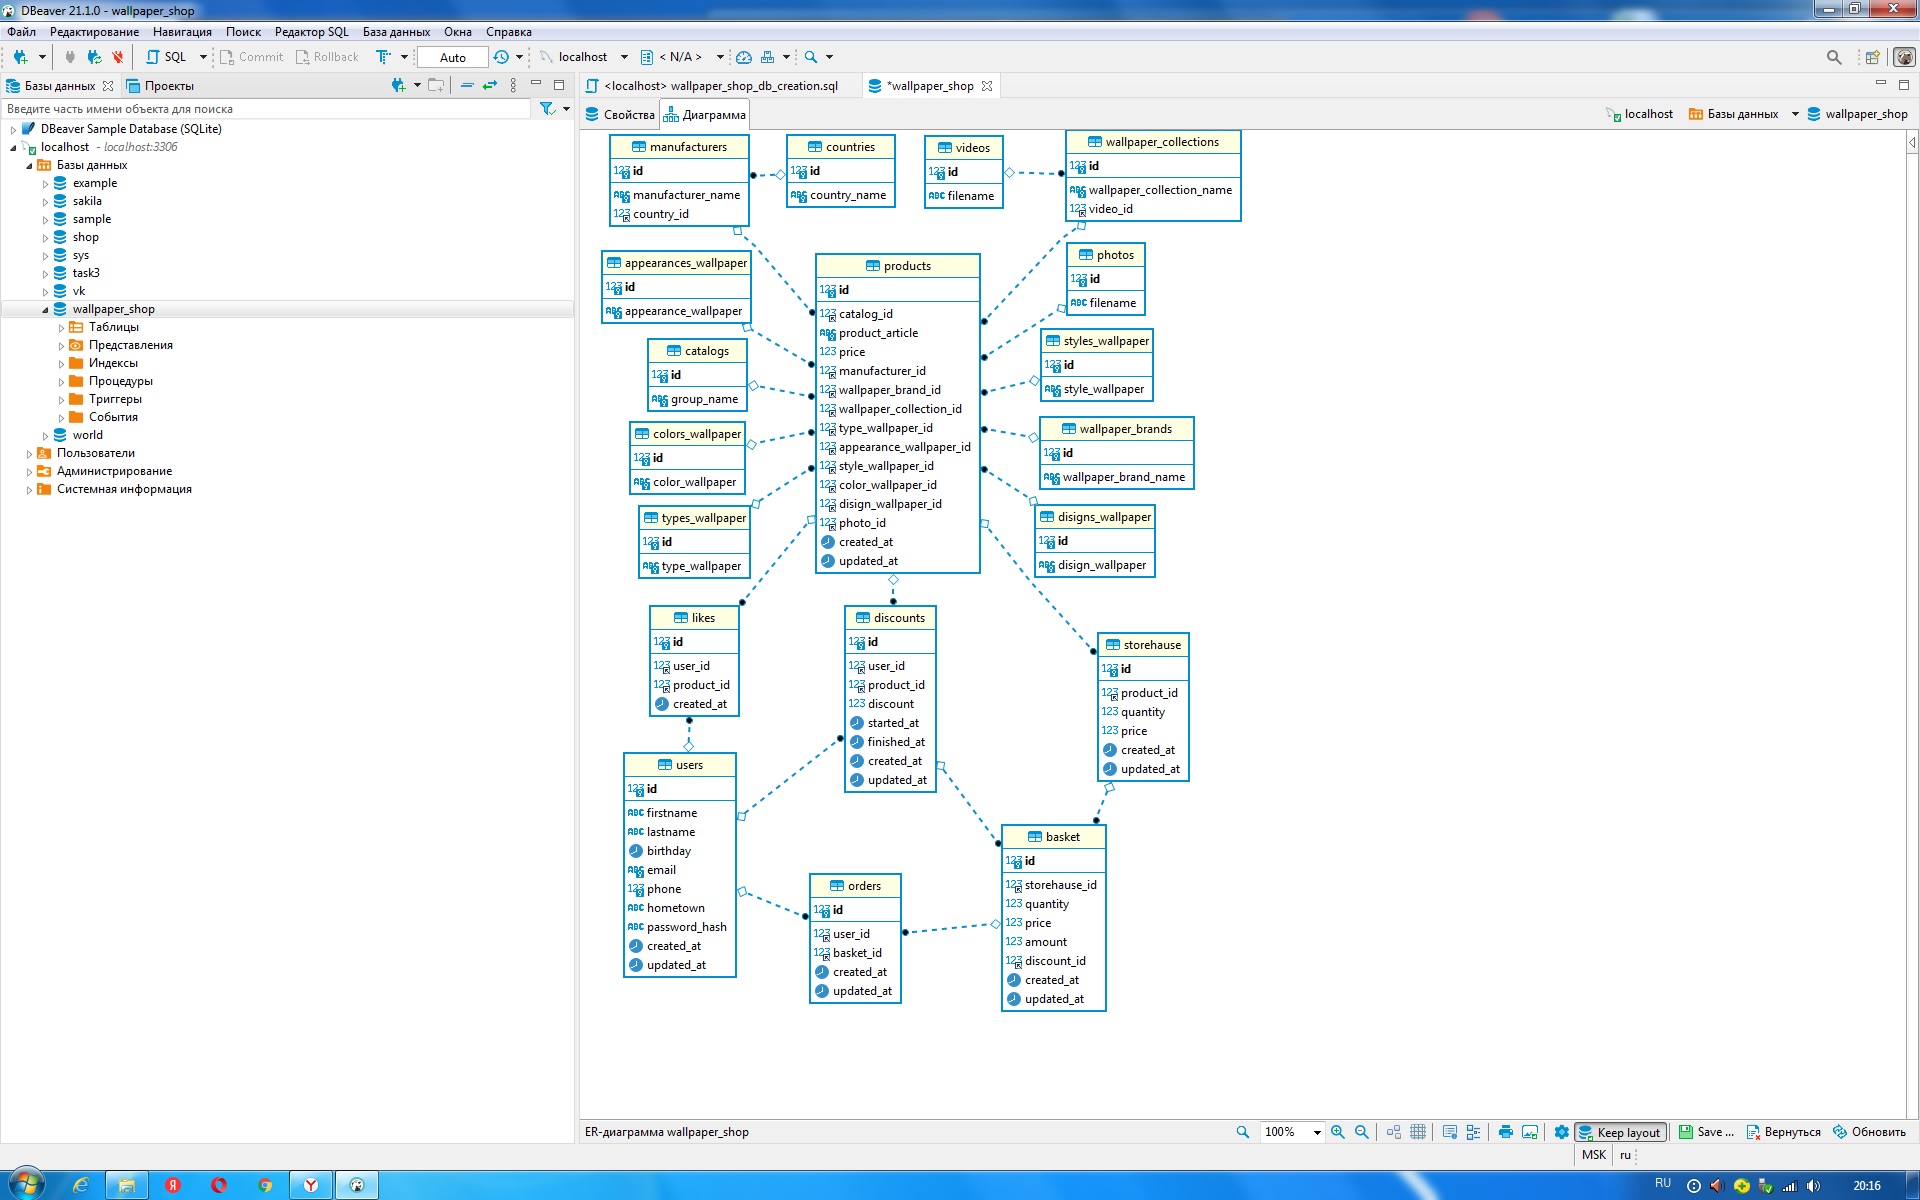 DBeaver 21.1.0 - wallpaper_shop
Файл Редактирование Навигация Поиск Редактор SQL База данных Окна Справка
SQL Commit Rollback Auto localhost < N/A >
Базы данных Проекты
Введите часть имени объекта для поиска
DBeaver Sample Database (SQLite)
localhost - localhost:3306
Базы данных
example
sakila
sample
shop
sys
task3
vk
wallpaper_shop
Таблицы
Представления
Индексы
Процедуры
Триггеры
События
world
Пользователи
Администрирование
Системная информация
<localhost> wallpaper_shop_db_creation.sql *wallpaper_shop
Свойства Диаграмма localhost Базы данных wallpaper_shop
manufacturers
id
manufacturer_name
country_id
countries
id
country_name
videos
id
filename
wallpaper_collections
id
wallpaper_collection_name
video_id
appearances_wallpaper
id
appearance_wallpaper
products
id
catalog_id
product_article
price
manufacturer_id
wallpaper_brand_id
wallpaper_collection_id
type_wallpaper_id
appearance_wallpaper_id
style_wallpaper_id
color_wallpaper_id
disign_wallpaper_id
photo_id
created_at
updated_at
photos
id
filename
catalogs
id
group_name
styles_wallpaper
id
style_wallpaper
colors_wallpaper
id
color_wallpaper
wallpaper_brands
id
wallpaper_brand_name
types_wallpaper
id
type_wallpaper
disigns_wallpaper
id
disign_wallpaper
likes
id
user_id
product_id
created_at
discounts
id
user_id
product_id
discount
started_at
finished_at
created_at
updated_at
storehause
id
product_id
quantity
price
created_at
updated_at
users
id
firstname
lastname
birthday
email
phone
hometown
password_hash
created_at
updated_at
orders
id
user_id
basket_id
created_at
updated_at
basket
id
storehause_id
quantity
price
amount
discount_id
created_at
updated_at
ER-диаграмма wallpaper_shop 100% Keep layout Save ... Вернуться Обновить
MSK ru
RU 20:16